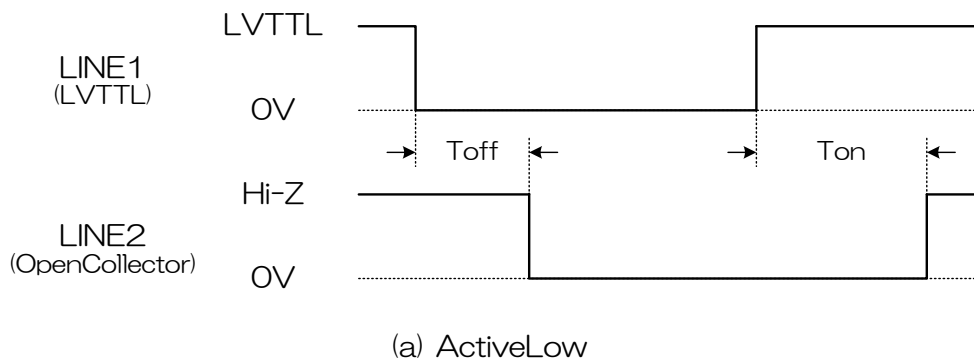 LVTTL
LINE1
(LVTTL)
0V
Toff
Ton
Hi-Z
LINE2
(OpenCollector)
0V
(a) ActiveLow